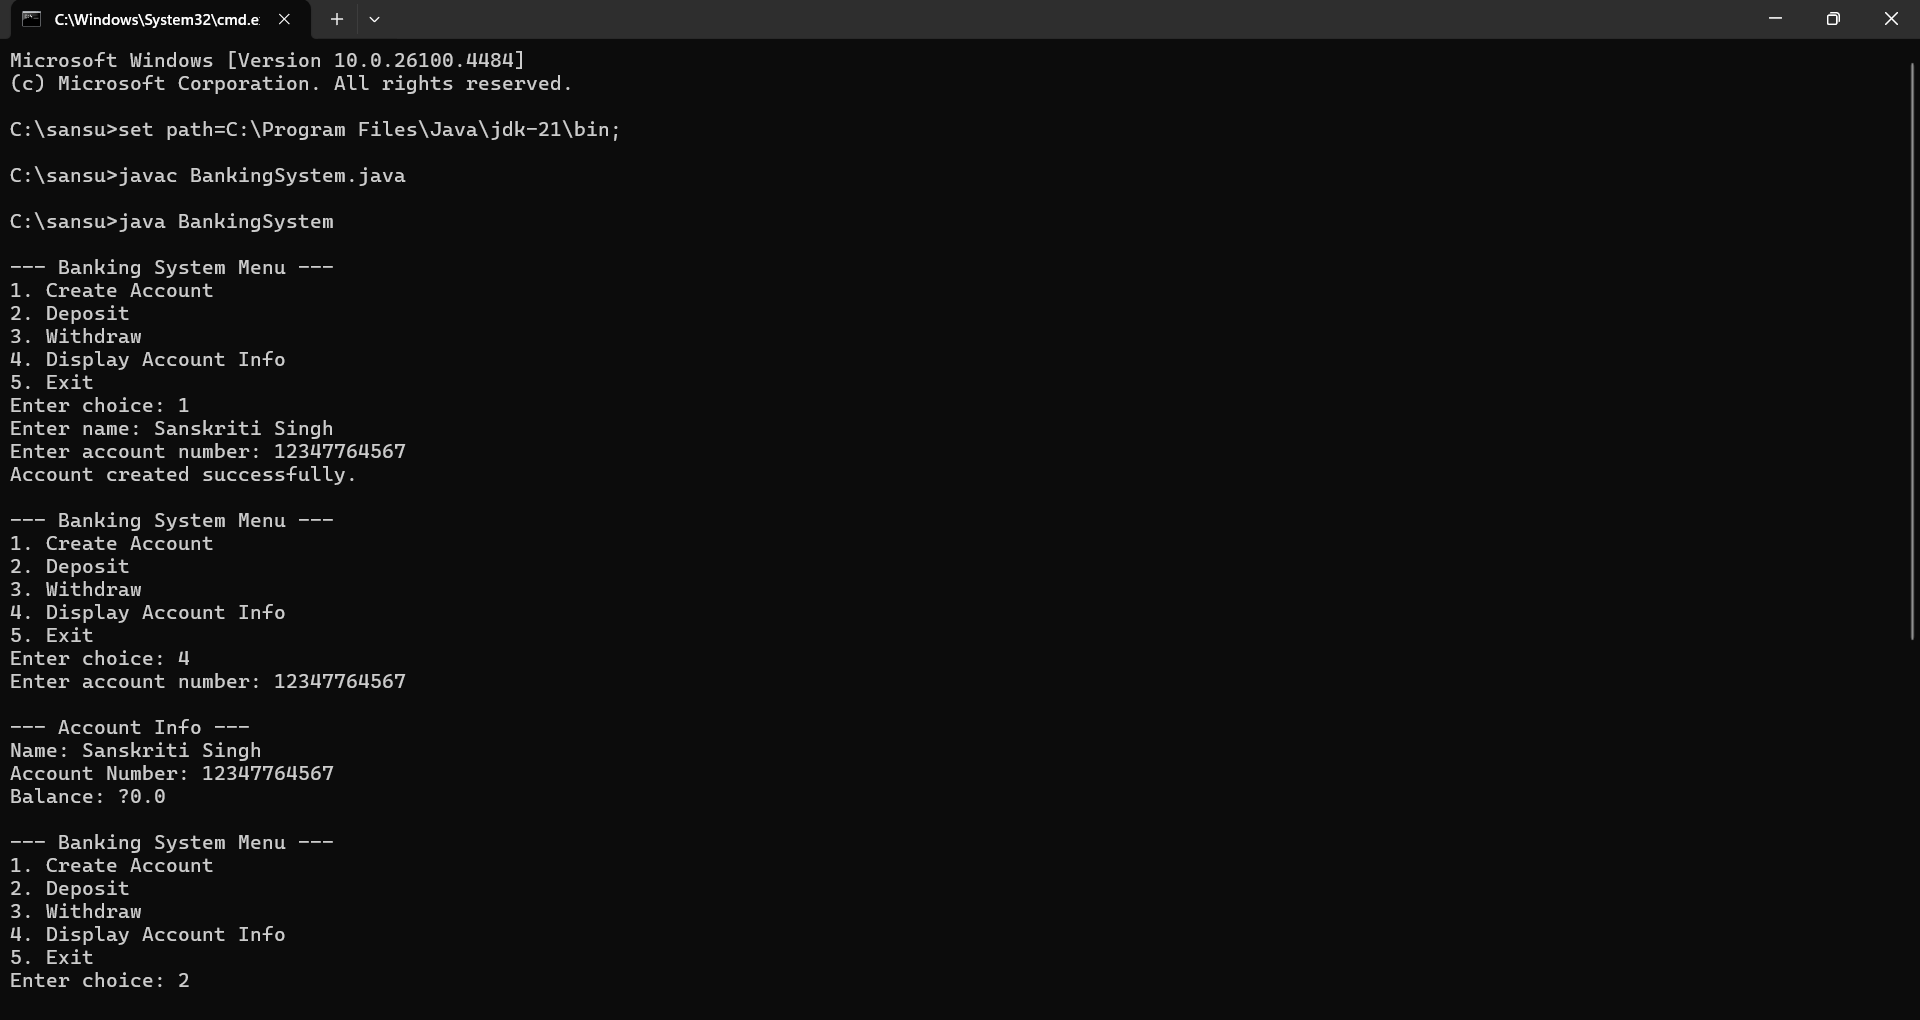 C:\Windows\System32\cmd.e
Microsoft Windows [Version 10.0.26100.4484]
(c) Microsoft Corporation. All rights reserved.
C:\sansu>set path=C:\Program Files\Java\jdk-21\bin;
C:\sansu>javac BankingSystem.java
C:\sansu>java BankingSystem
--- Banking System Menu ---
1. Create Account
2. Deposit
3. Withdraw
4. Display Account Info
5. Exit
Enter choice: 1
Enter name: Sanskriti Singh
Enter account number: 12347764567
Account created successfully.
--- Banking System Menu ---
1. Create Account
2. Deposit
3. Withdraw
4. Display Account Info
5. Exit
Enter choice: 4
Enter account number: 12347764567
--- Account Info ---
Name: Sanskriti Singh
Account Number: 12347764567
Balance: ?0.0
--- Banking System Menu ---
1. Create Account
2. Deposit
3. Withdraw
4. Display Account Info
5. Exit
Enter choice: 2